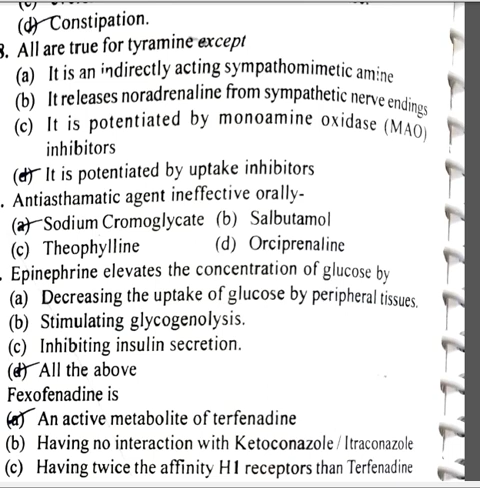 (d) Constipation.
3. All are true for tyramine except
(a) It is an indirectly acting sympathomimetic amine
(b) It releases noradrenaline from sympathetic nerve endings
(c) It is potentiated by monoamine oxidase (MAO)
inhibitors
(d) It is potentiated by uptake inhibitors
. Antiasthamatic agent ineffective orally-
(a) Sodium Cromoglycate (b) Salbutamol
(c) Theophylline (d) Orciprenaline
. Epinephrine elevates the concentration of glucose by
(a) Decreasing the uptake of glucose by peripheral tissues.
(b) Stimulating glycogenolysis.
(c) Inhibiting insulin secretion.
(d) All the above
Fexofenadine is
(a) An active metabolite of terfenadine
(b) Having no interaction with Ketoconazole / Itraconazole
(c) Having twice the affinity H1 receptors than Terfenadine